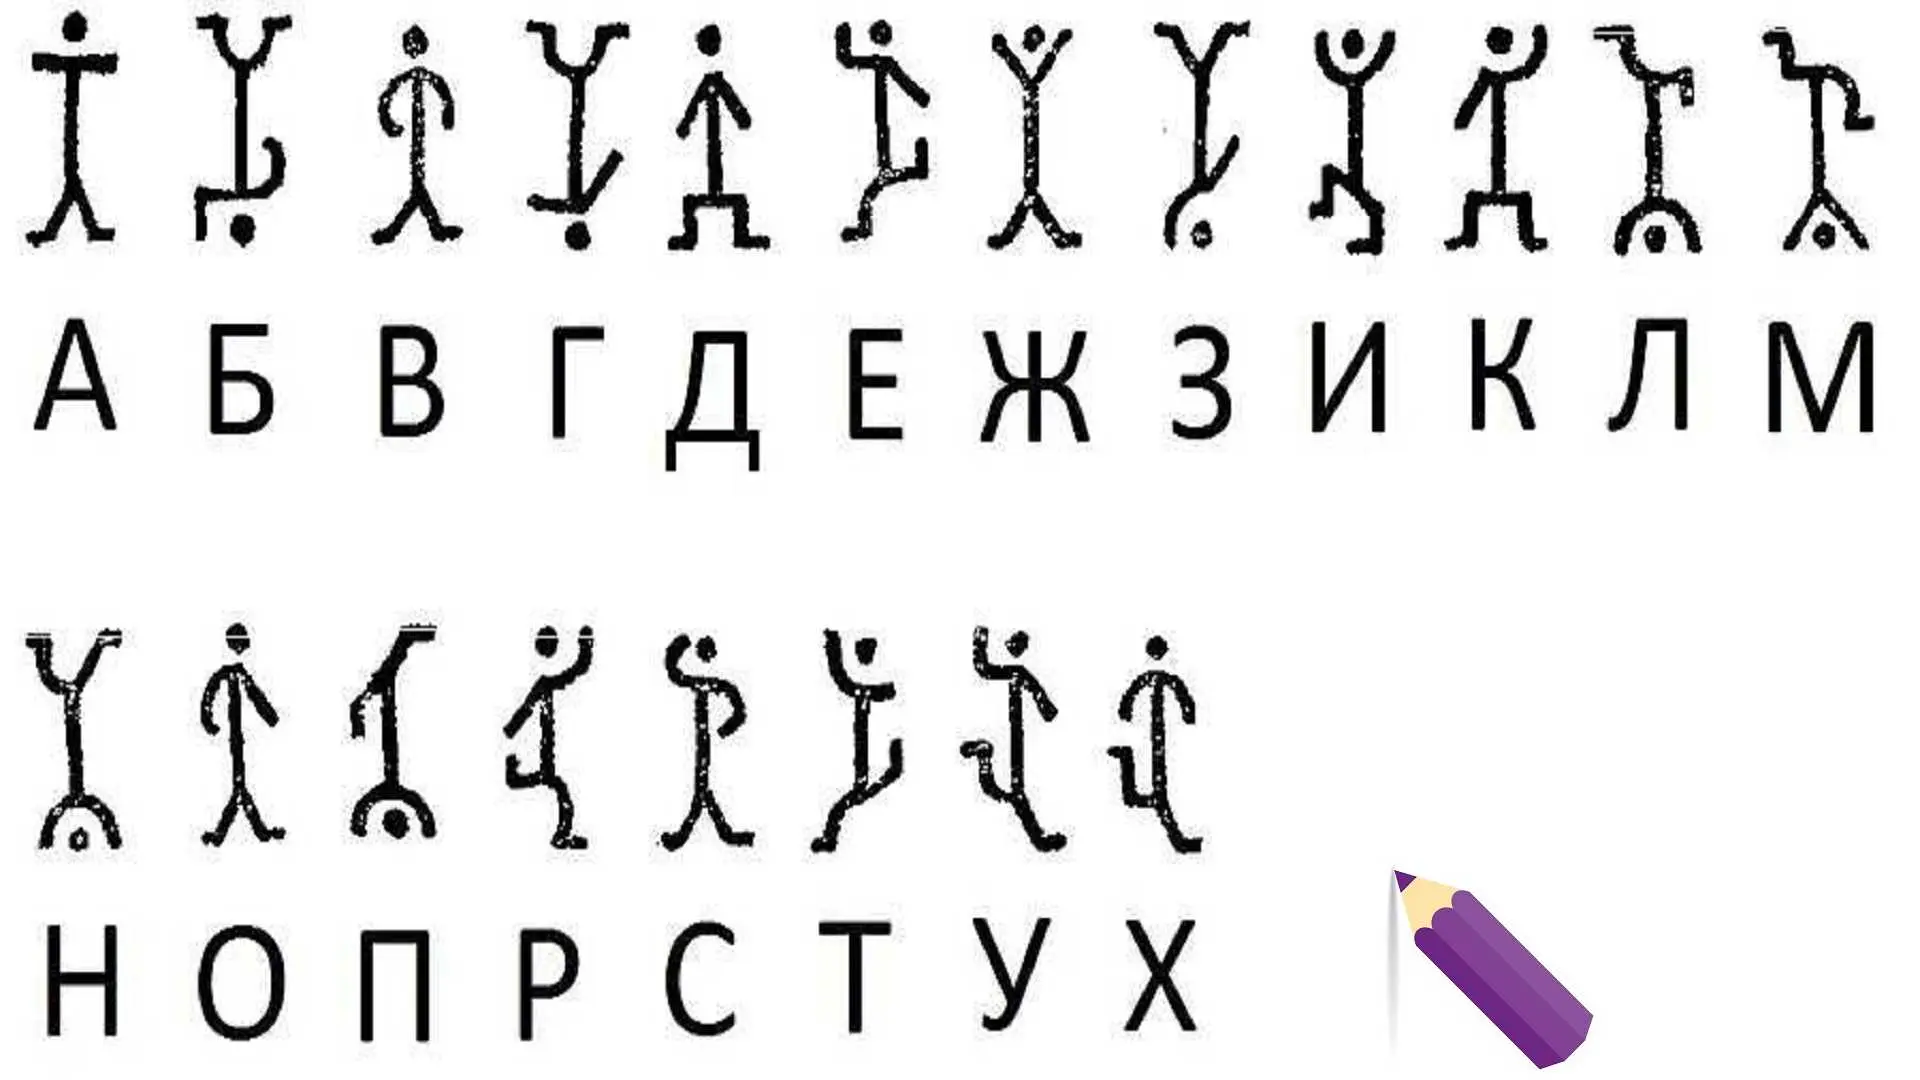 А Б В Г Д Е Ж З И К Л М
Н О П Р С Т У Х